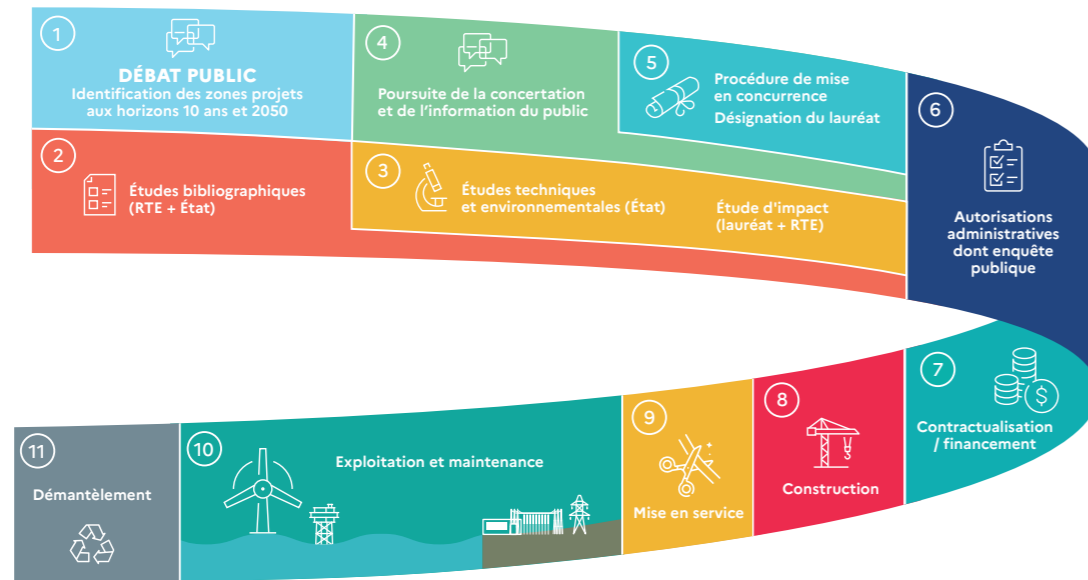 1
DÉBAT PUBLIC
Identification des zones projets
aux horizons 10 ans et 2050
2
Études bibliographiques
(RTE + État)
3
Études techniques
et environnementales (État)
Étude d'impact
(lauréat + RTE)
4
Poursuite de la concertation
et de l'information du public
5
Procédure de mise
en concurrence
Désignation du lauréat
6
Autorisations
administratives
dont enquête
publique
7
$
Contractualisation
/ financement
8
Construction
9
Mise en service
10
Exploitation et maintenance
11
Démantèlement